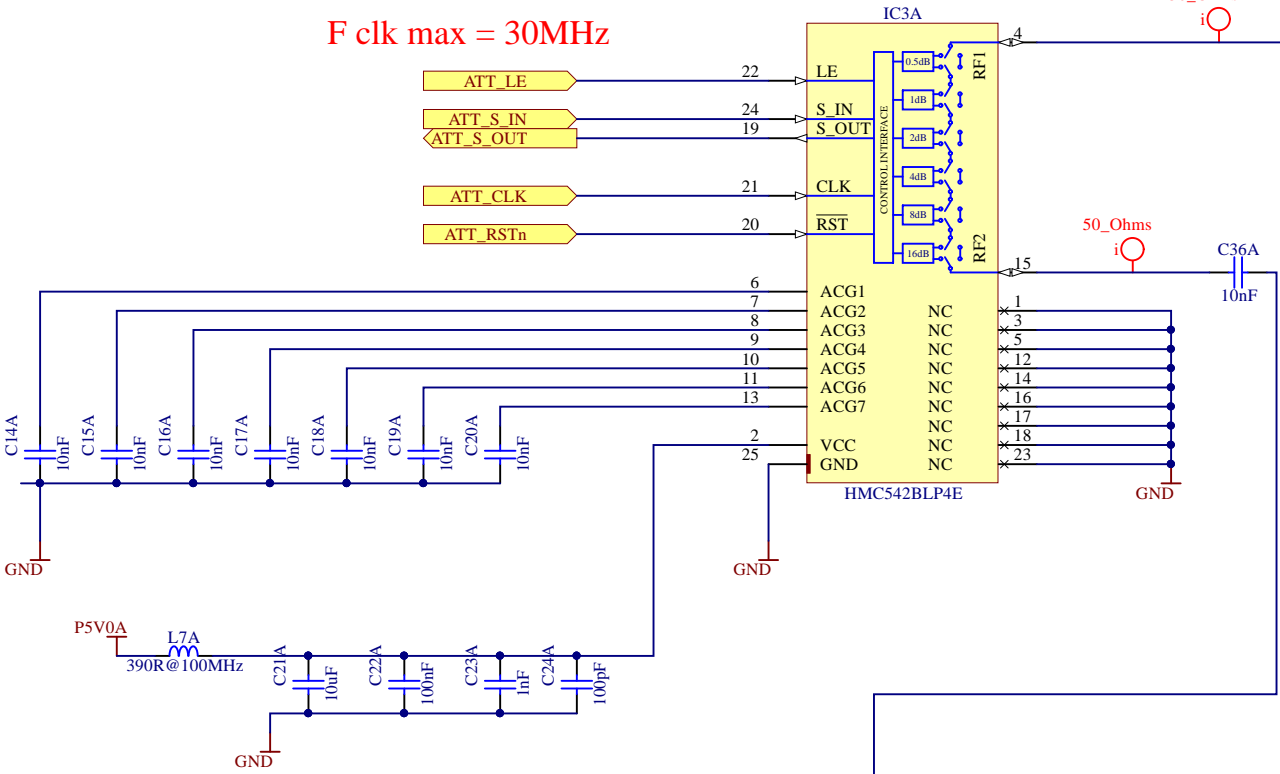 IC3A
F clk max = 30MHz
i
4
RF1
ATT_LE
22
LE
0.5dB
ATT_S_IN
24
S_IN
1dB
ATT_S_OUT
19
S_OUT
2dB
CONTROL INTERFACE
4dB
ATT_CLK
21
CLK
8dB
ATT_RSTn
20
RST
16dB
RF2
15
50_Ohms
i
C36A
10nF
6
ACG1
7
ACG2
NC
1
8
ACG3
NC
3
9
ACG4
NC
5
10
ACG5
NC
12
11
ACG6
NC
14
13
ACG7
NC
16
NC
17
2
VCC
NC
18
25
GND
NC
23
HMC542BLP4E
GND
C14A
10nF
C15A
10nF
C16A
10nF
C17A
10nF
C18A
10nF
C19A
10nF
C20A
10nF
GND
GND
P5V0A
L7A
390R@100MHz
C21A
10uF
C22A
100nF
C23A
1nF
C24A
100pF
GND